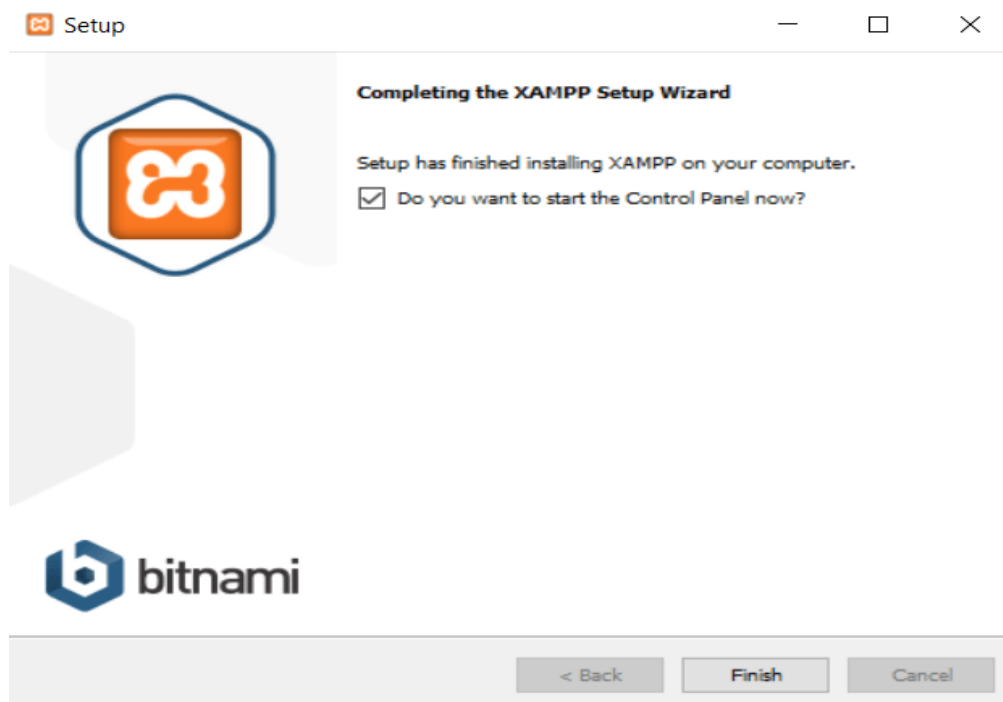 Setup
Completing the XAMPP Setup Wizard
Setup has finished installing XAMPP on your computer.
Do you want to start the Control Panel now?
bitnami
< Back
Finish
Cancel